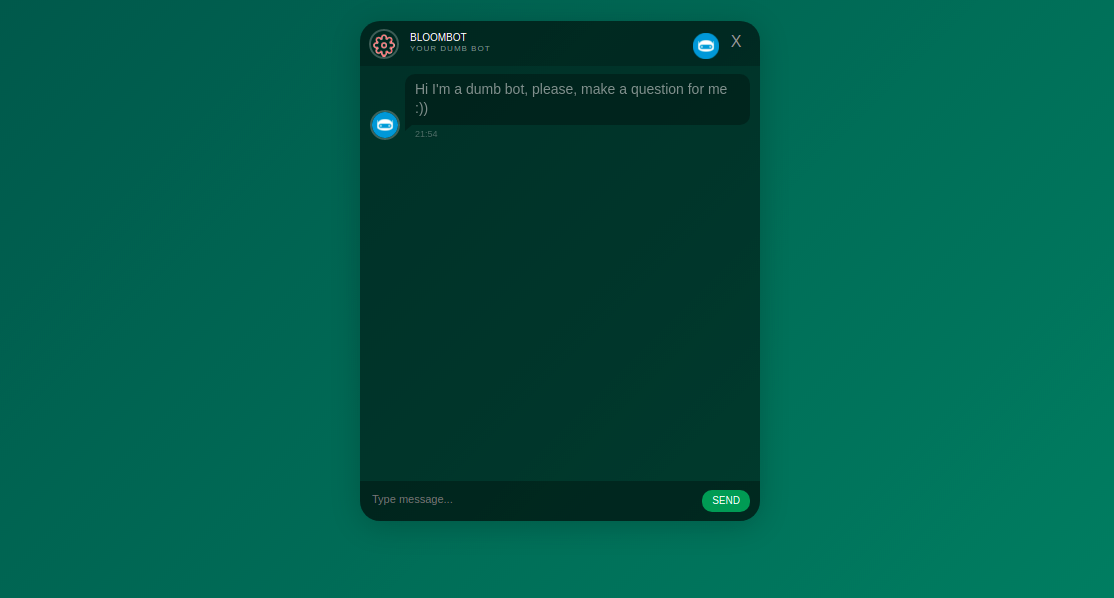 BLOOMBOT
YOUR DUMB BOT
X
Hi I'm a dumb bot, please, make a question for me
:))
21:54
Type message...
SEND